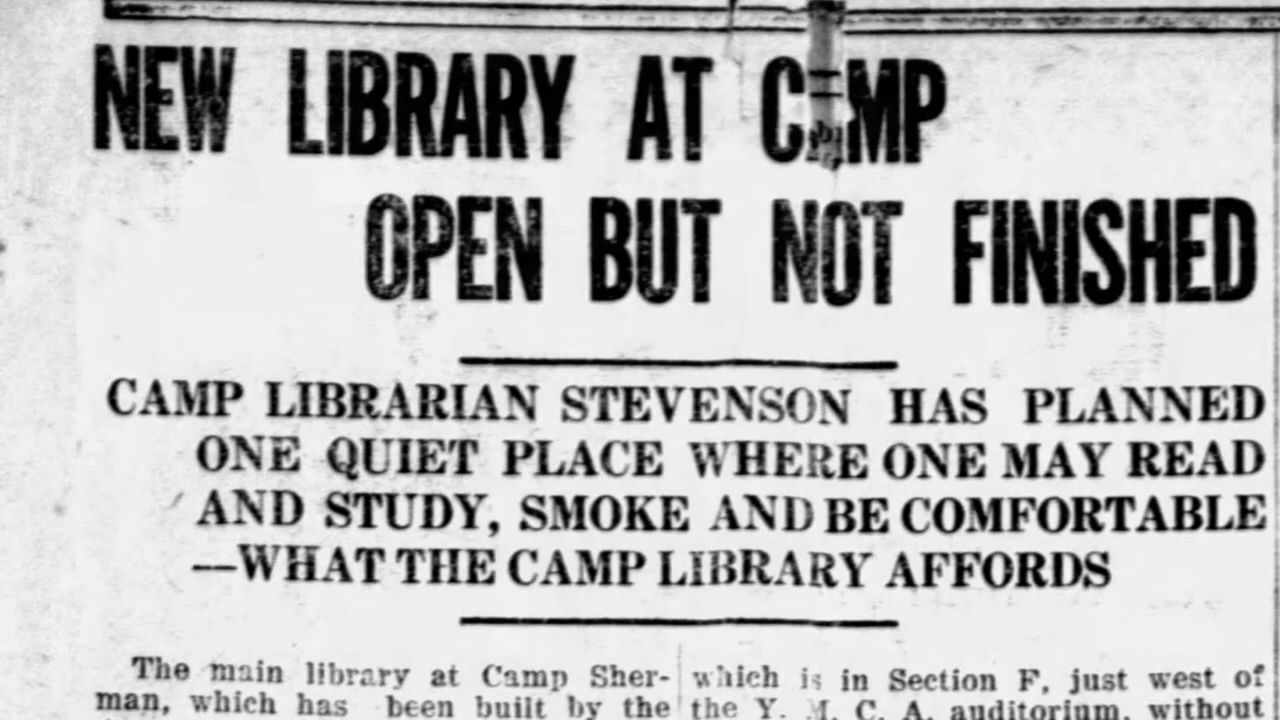 NEW LIBRARY AT CAMP
OPEN BUT NOT FINISHED
CAMP LIBRARIAN STEVENSON HAS PLANNED
ONE QUIET PLACE WHERE ONE MAY READ
AND STUDY, SMOKE AND BE COMFORTABLE
—WHAT THE CAMP LIBRARY AFFORDS
The main library at Camp Sher-
man, which has been built by the
which is in Section F, just west of
the Y. M. C. A. auditorium, without